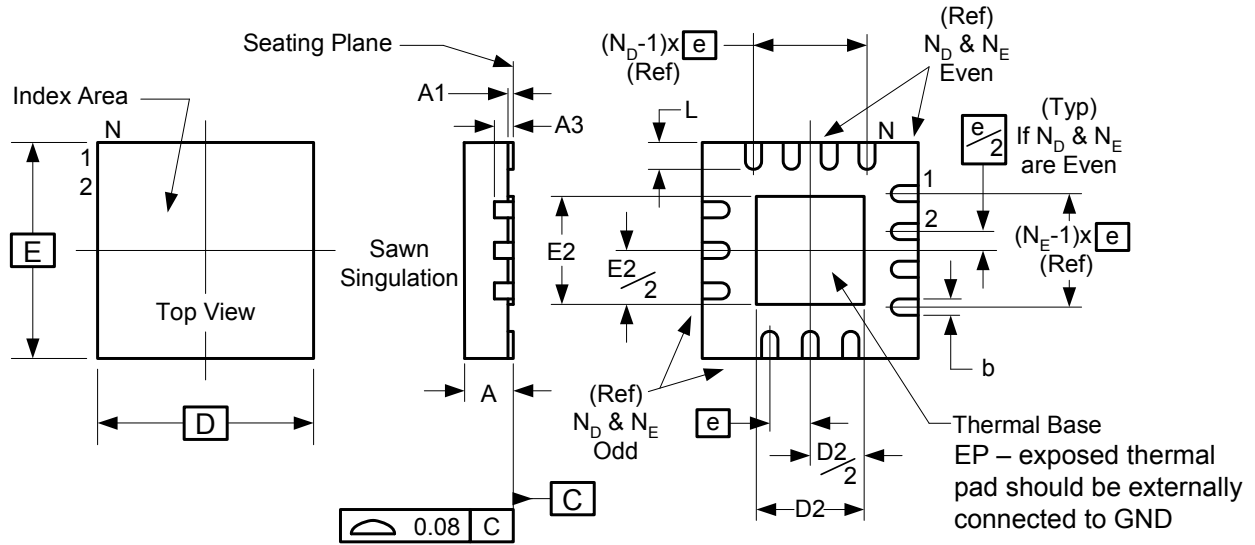 Seating Plane
Index Area
N
1
2
E
Top View
D
A1
A3
Sawn
Singulation
A
0.08 C
C
(N_D-1)x e
(Ref)
L
(Ref)
N_D & N_E
Even
N
e/2
(Typ)
If N_D & N_E
are Even
1
2
(N_E-1)x e
(Ref)
E2
E2/2
b
(Ref)
N_D & N_E
Odd
e
D2/2
D2
Thermal Base
EP – exposed thermal
pad should be externally
connected to GND